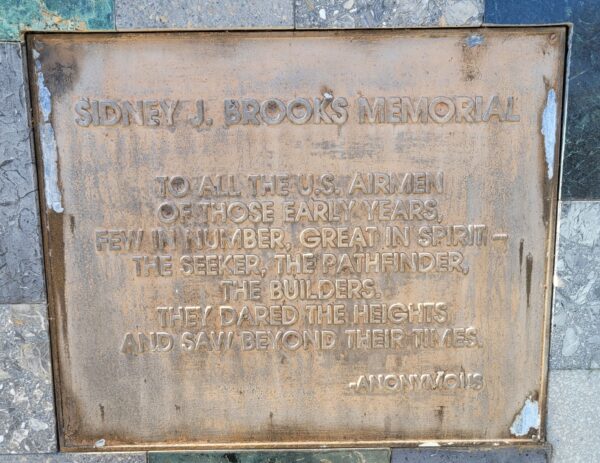 SIDNEY J. BROOKS MEMORIAL
TO ALL THE U.S. AIRMEN
OF THOSE EARLY YEARS,
FEW IN NUMBER, GREAT IN SPIRIT –
THE SEEKER, THE PATHFINDER,
THE BUILDERS.
THEY DARED THE HEIGHTS
AND SAW BEYOND THEIR TIMES.
-ANONYMOUS